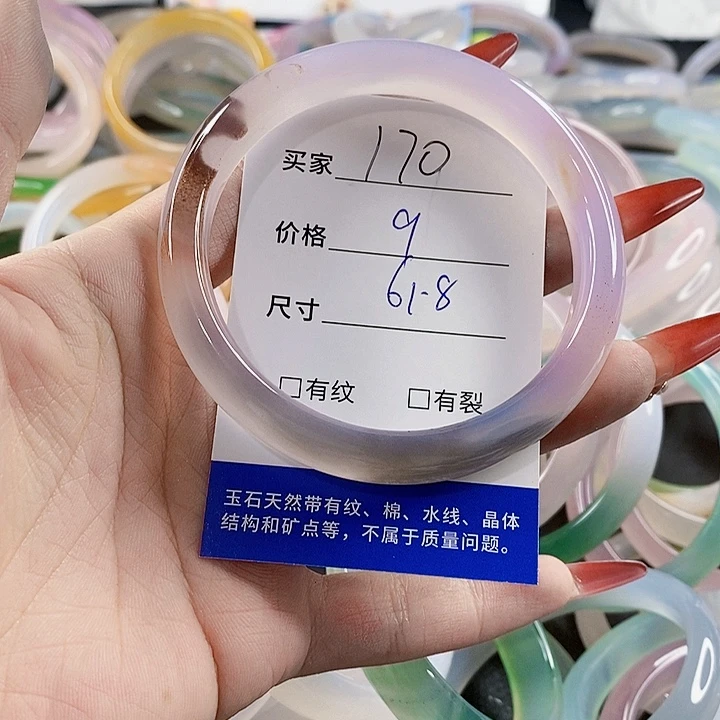 买家 170
价格 9
尺寸 61.8
□有纹 □有裂
玉石天然带有纹、棉、水线、晶体
结构和矿点等，不属于质量问题。